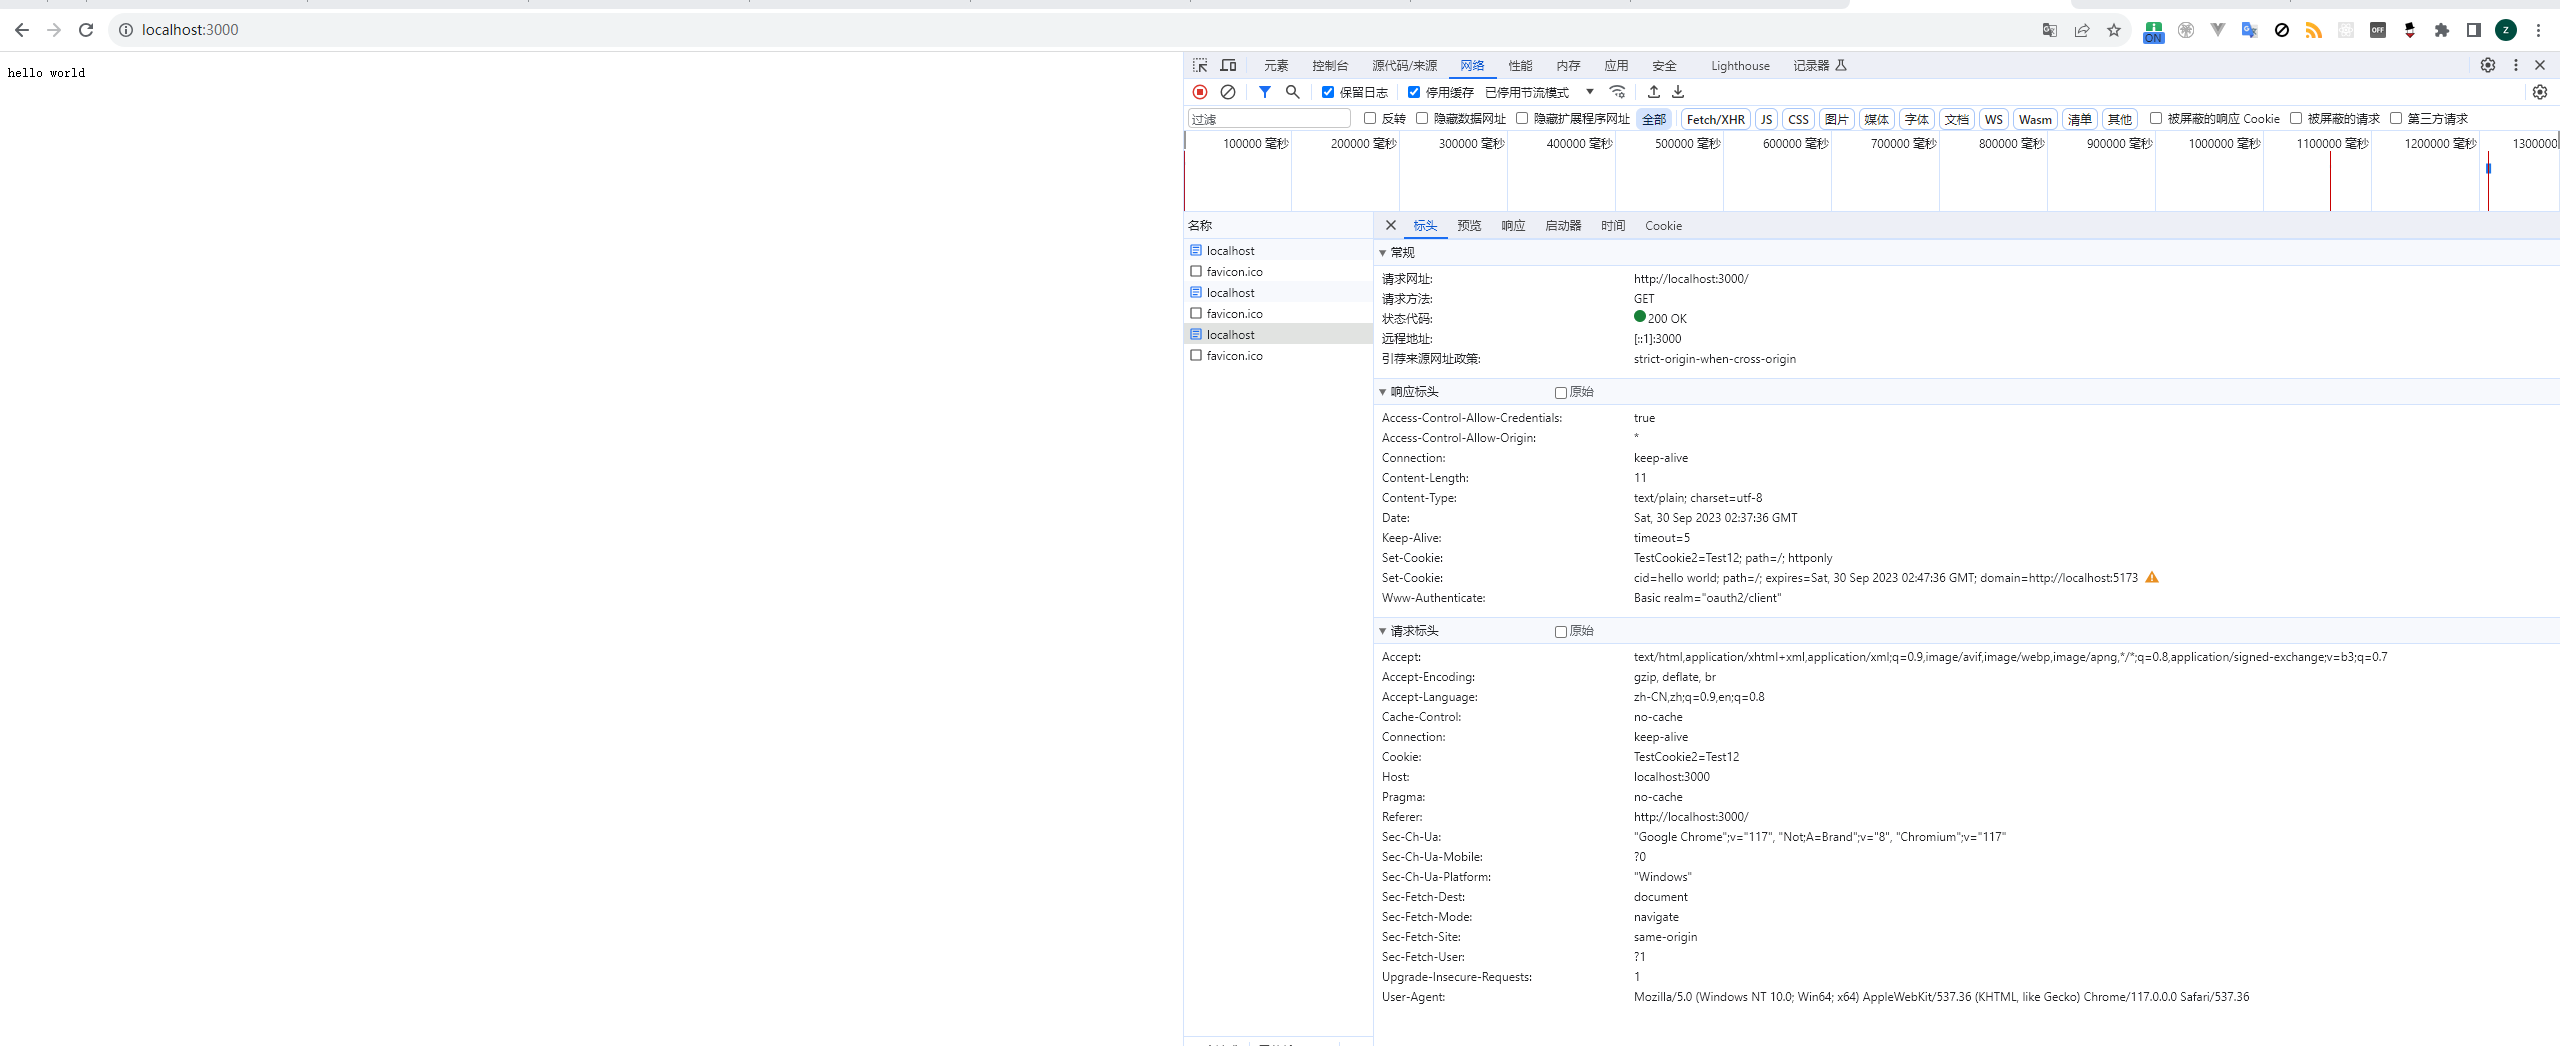 localhost:3000
ON
OFF
Z
hello world
元素 控制台 源代码/来源 网络 性能 内存 应用 安全 Lighthouse 记录器
保留日志 停用缓存 已停用节流模式
过滤 反转 隐藏数据网址 隐藏扩展程序网址 全部 Fetch/XHR JS CSS 图片 媒体 字体 文档 WS Wasm 清单 其他 被屏蔽的响应 Cookie 被屏蔽的请求 第三方请求
100000 毫秒 200000 毫秒 300000 毫秒 400000 毫秒 500000 毫秒 600000 毫秒 700000 毫秒 800000 毫秒 900000 毫秒 1000000 毫秒 1100000 毫秒 1200000 毫秒 1300000
名称
localhost
favicon.ico
localhost
favicon.ico
localhost
favicon.ico
标头 预览 响应 启动器 时间 Cookie
常规
请求网址: http://localhost:3000/
请求方法: GET
状态代码: 200 OK
远程地址: [::1]:3000
引荐来源网址政策: strict-origin-when-cross-origin
响应标头 原始
Access-Control-Allow-Credentials: true
Access-Control-Allow-Origin: *
Connection: keep-alive
Content-Length: 11
Content-Type: text/plain; charset=utf-8
Date: Sat, 30 Sep 2023 02:37:36 GMT
Keep-Alive: timeout=5
Set-Cookie: TestCookie2=Test12; path=/; httponly
Set-Cookie: cid=hello world; path=/; expires=Sat, 30 Sep 2023 02:47:36 GMT; domain=http://localhost:5173
Www-Authenticate: Basic realm="oauth2/client"
请求标头 原始
Accept: text/html,application/xhtml+xml,application/xml;q=0.9,image/avif,image/webp,image/apng,*/*;q=0.8,application/signed-exchange;v=b3;q=0.7
Accept-Encoding: gzip, deflate, br
Accept-Language: zh-CN,zh;q=0.9,en;q=0.8
Cache-Control: no-cache
Connection: keep-alive
Cookie: TestCookie2=Test12
Host: localhost:3000
Pragma: no-cache
Referer: http://localhost:3000/
Sec-Ch-Ua: "Google Chrome";v="117", "Not;A=Brand";v="8", "Chromium";v="117"
Sec-Ch-Ua-Mobile: ?0
Sec-Ch-Ua-Platform: "Windows"
Sec-Fetch-Dest: document
Sec-Fetch-Mode: navigate
Sec-Fetch-Site: same-origin
Sec-Fetch-User: ?1
Upgrade-Insecure-Requests: 1
User-Agent: Mozilla/5.0 (Windows NT 10.0; Win64; x64) AppleWebKit/537.36 (KHTML, like Gecko) Chrome/117.0.0.0 Safari/537.36